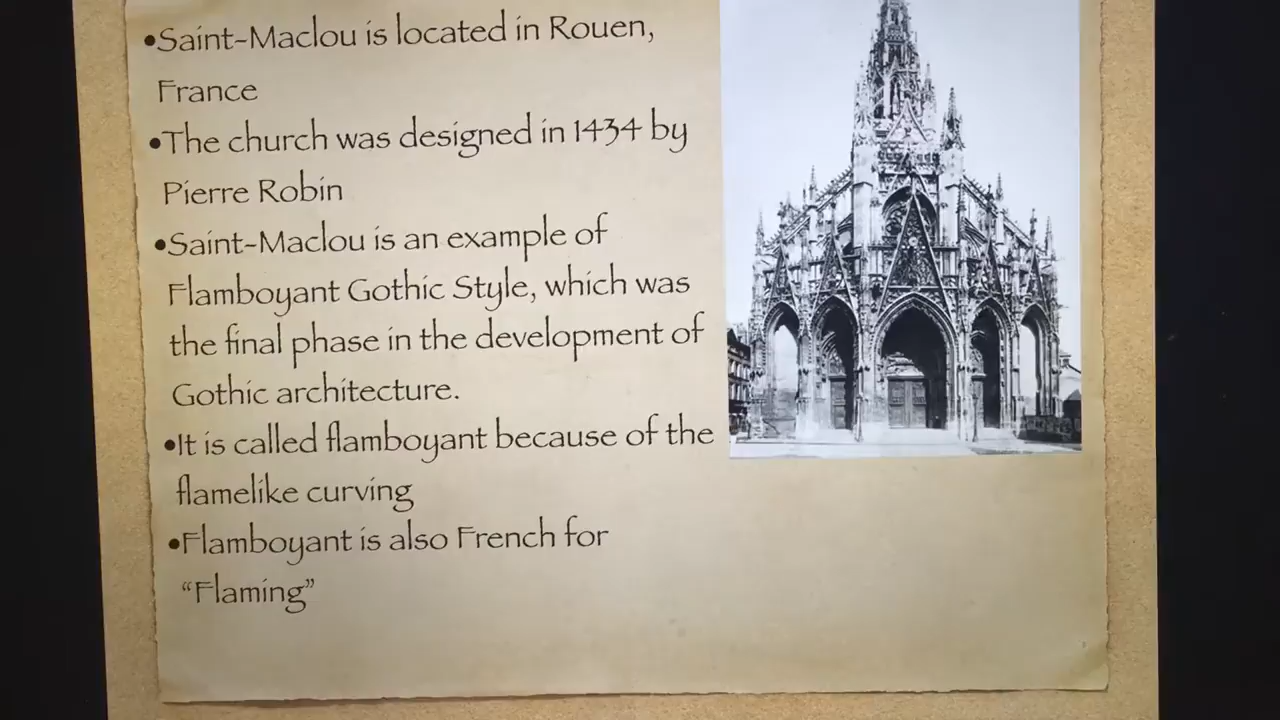 •Saint-Maclou is located in Rouen,
France
•The church was designed in 1434 by
Pierre Robin
•Saint-Maclou is an example of
Flamboyant Gothic Style, which was
the final phase in the development of
Gothic architecture.
•It is called flamboyant because of the
flamelike curving
•Flamboyant is also French for
“Flaming”